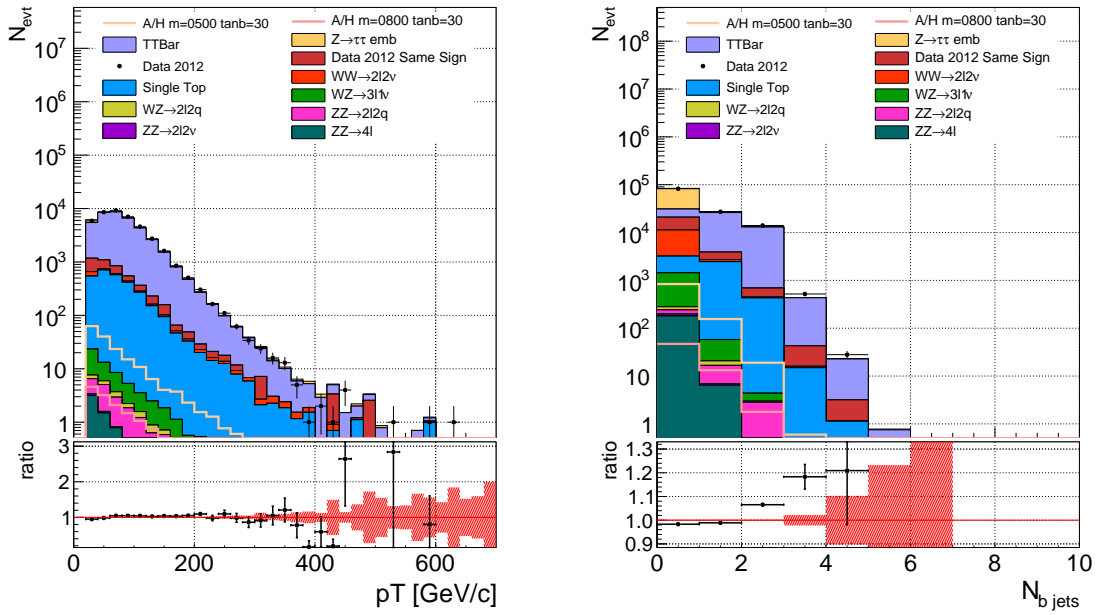 N_evt
A/H m=0500 tanb=30
A/H m=0800 tanb=30
TTBar
Z→ττ emb
Data 2012
Data 2012 Same Sign
Single Top
WW→2l2ν
WZ→2l2q
WZ→3l1ν
ZZ→2l2ν
ZZ→2l2q
ZZ→4l
10^7
10^6
10^5
10^4
10^3
10^2
10
1
ratio
3
2
1
0 200 400 600
pT [GeV/c]
N_evt
A/H m=0500 tanb=30
A/H m=0800 tanb=30
TTBar
Z→ττ emb
Data 2012
Data 2012 Same Sign
Single Top
WW→2l2ν
WZ→2l2q
WZ→3l1ν
ZZ→2l2ν
ZZ→2l2q
ZZ→4l
10^8
10^7
10^6
10^5
10^4
10^3
10^2
10
1
ratio
1.3
1.2
1.1
1.0
0.9
0 2 4 6 8 10
N_b jets